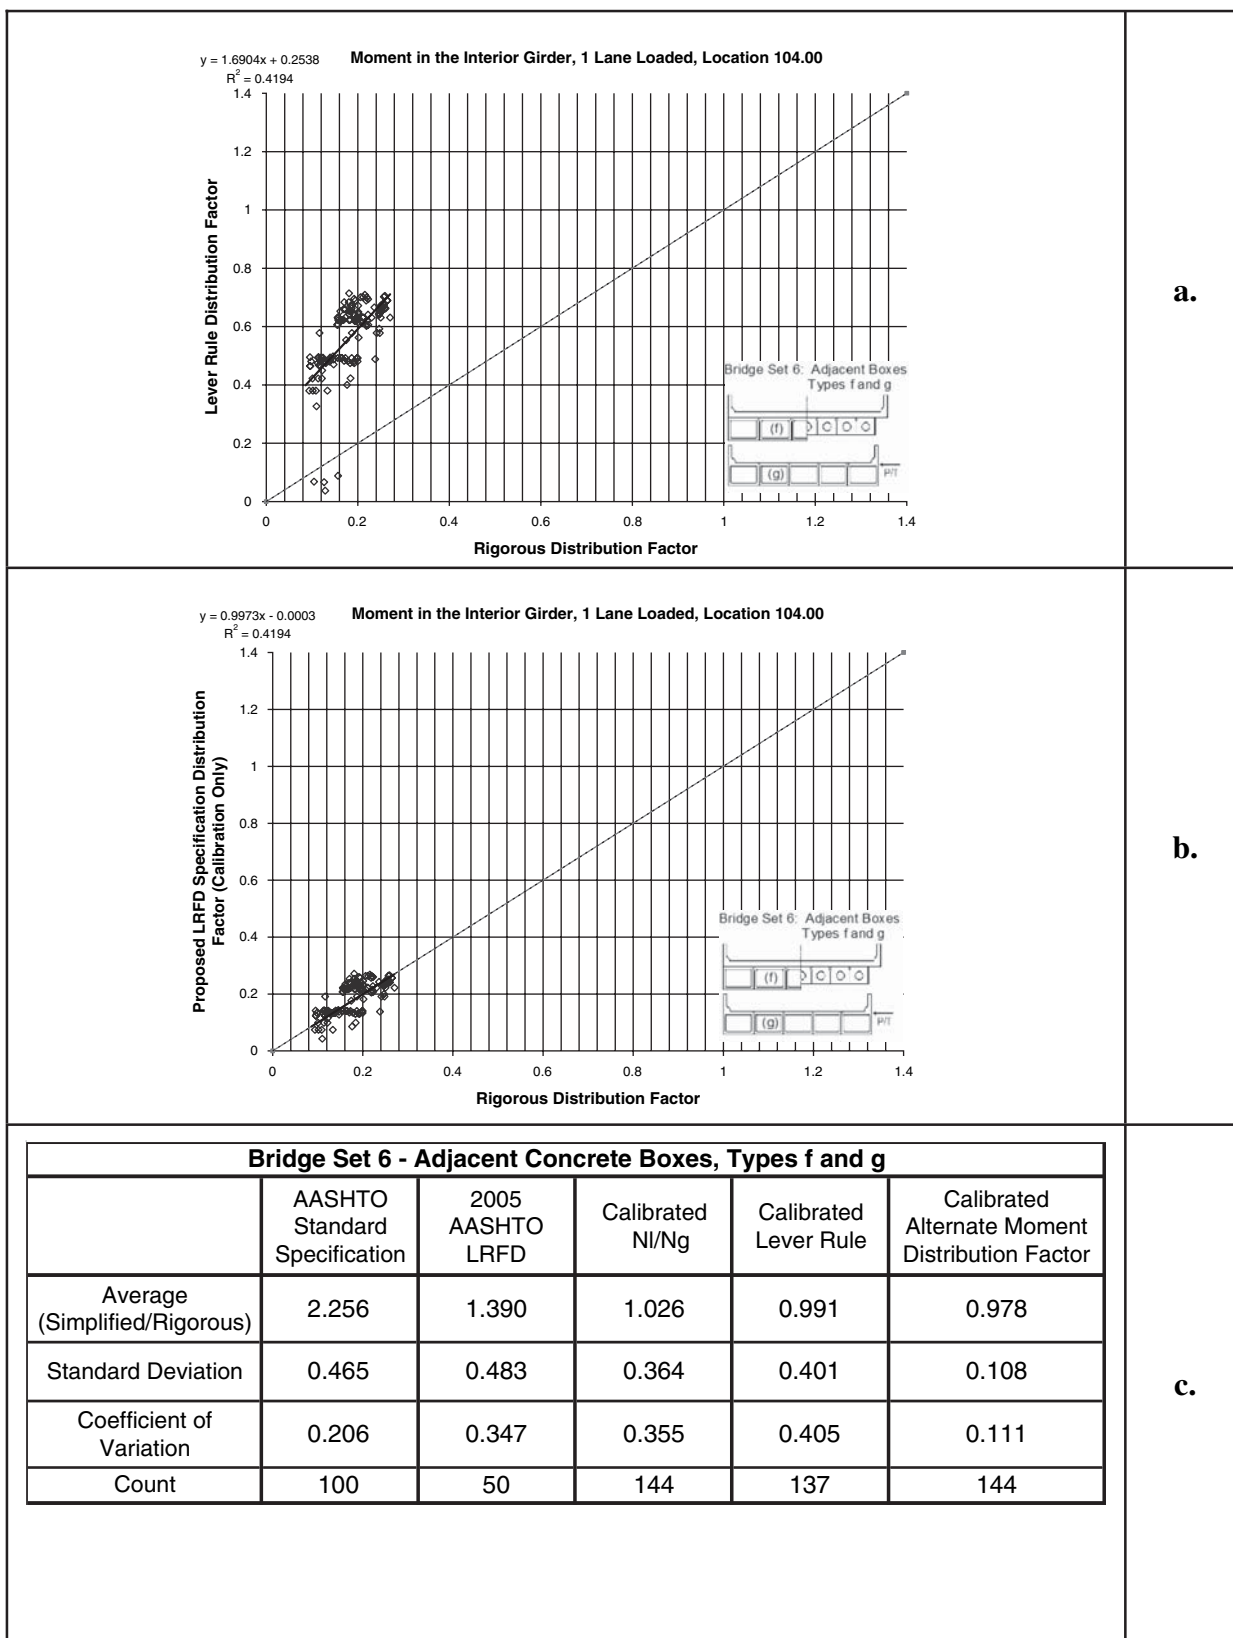 y = 1.6904x + 0.2538
R² = 0.4194
Moment in the Interior Girder, 1 Lane Loaded, Location 104.00
Lever Rule Distribution Factor
1.4
1.2
1
0.8
0.6
0.4
0.2
0
0 0.2 0.4 0.6 0.8 1 1.2 1.4
Rigorous Distribution Factor
Bridge Set 6: Adjacent Boxes
Types f and g
(f)
(g)
P/T
a.
y = 0.9973x - 0.0003
R² = 0.4194
Moment in the Interior Girder, 1 Lane Loaded, Location 104.00
Proposed LRFD Specification Distribution
Factor (Calibration Only)
1.4
1.2
1
0.8
0.6
0.4
0.2
0
0 0.2 0.4 0.6 0.8 1 1.2 1.4
Rigorous Distribution Factor
Bridge Set 6: Adjacent Boxes
Types f and g
(f)
(g)
P/T
b.
Bridge Set 6 - Adjacent Concrete Boxes, Types f and g
AASHTO Standard Specification 2005 AASHTO LRFD Calibrated Nl/Ng Calibrated Lever Rule Calibrated Alternate Moment Distribution Factor
Average (Simplified/Rigorous) 2.256 1.390 1.026 0.991 0.978
Standard Deviation 0.465 0.483 0.364 0.401 0.108
Coefficient of Variation 0.206 0.347 0.355 0.405 0.111
Count 100 50 144 137 144
c.